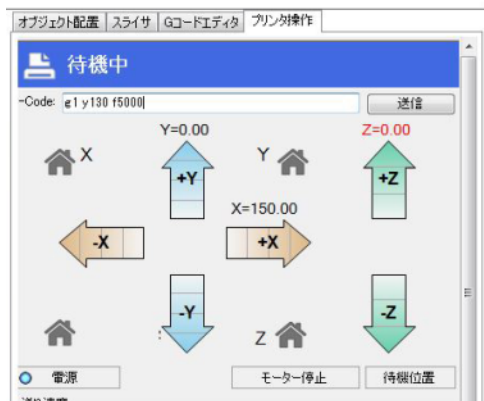 オブジェクト配置 スライサ Gコードエディタ プリンタ操作
待機中
-Code: g1 y130 f5000 送信
Y=0.00 Z=0.00
X +Y Y +Z
X=150.00
-X +X
-Y -Z
Z
電源 モーター停止 待機位置